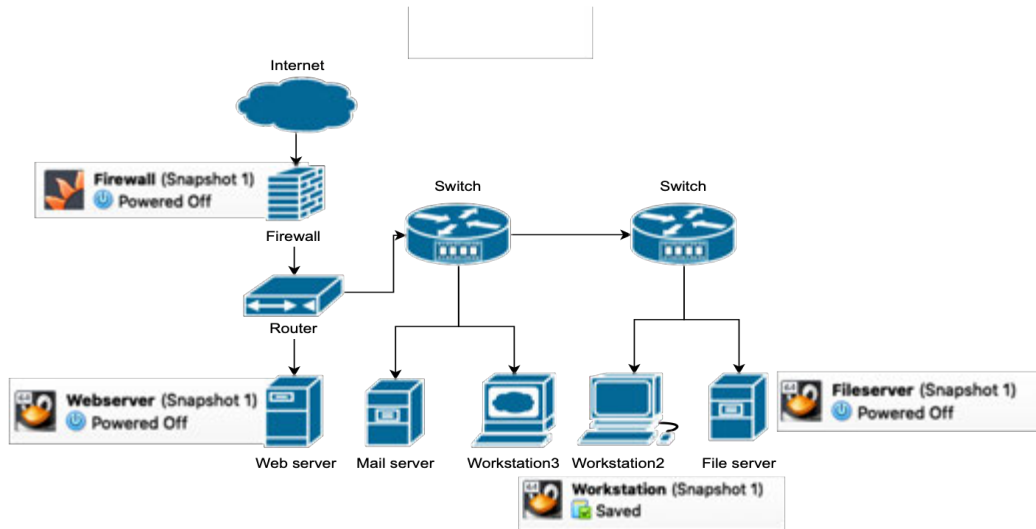 Internet
Firewall (Snapshot 1)
Powered Off
Firewall
Switch
Switch
Router
Webserver (Snapshot 1)
Powered Off
Fileserver (Snapshot 1)
Powered Off
Web server
Mail server
Workstation3
Workstation2
File server
Workstation (Snapshot 1)
Saved